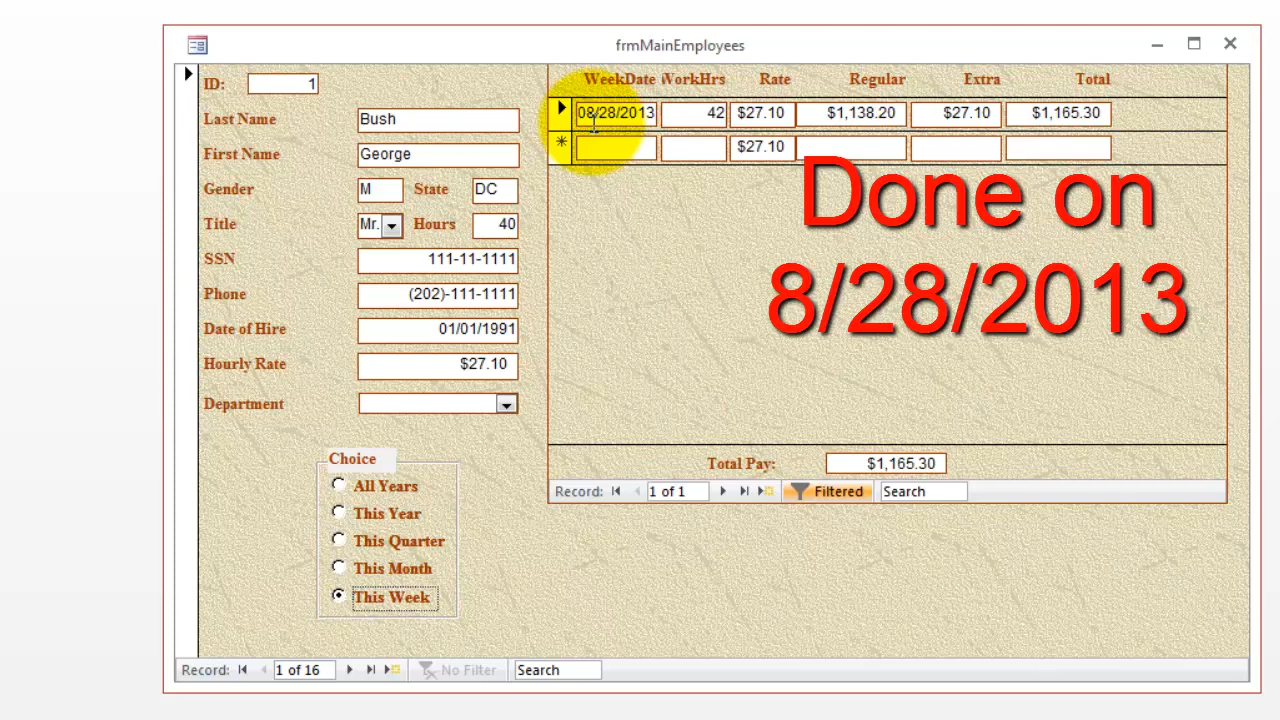 frmMainEmployees
ID: 1
Last Name Bush
First Name George
Gender M State DC
Title Mr. Hours 40
SSN 111-11-1111
Phone (202)-111-1111
Date of Hire 01/01/1991
Hourly Rate $27.10
Department
Choice
All Years
This Year
This Quarter
This Month
This Week
WeekDate WorkHrs Rate Regular Extra Total
08/28/2013 42 $27.10 $1,138.20 $27.10 $1,165.30
$27.10
Done on
8/28/2013
Total Pay: $1,165.30
Record: 1 of 1 Filtered Search
Record: 1 of 16 No Filter Search